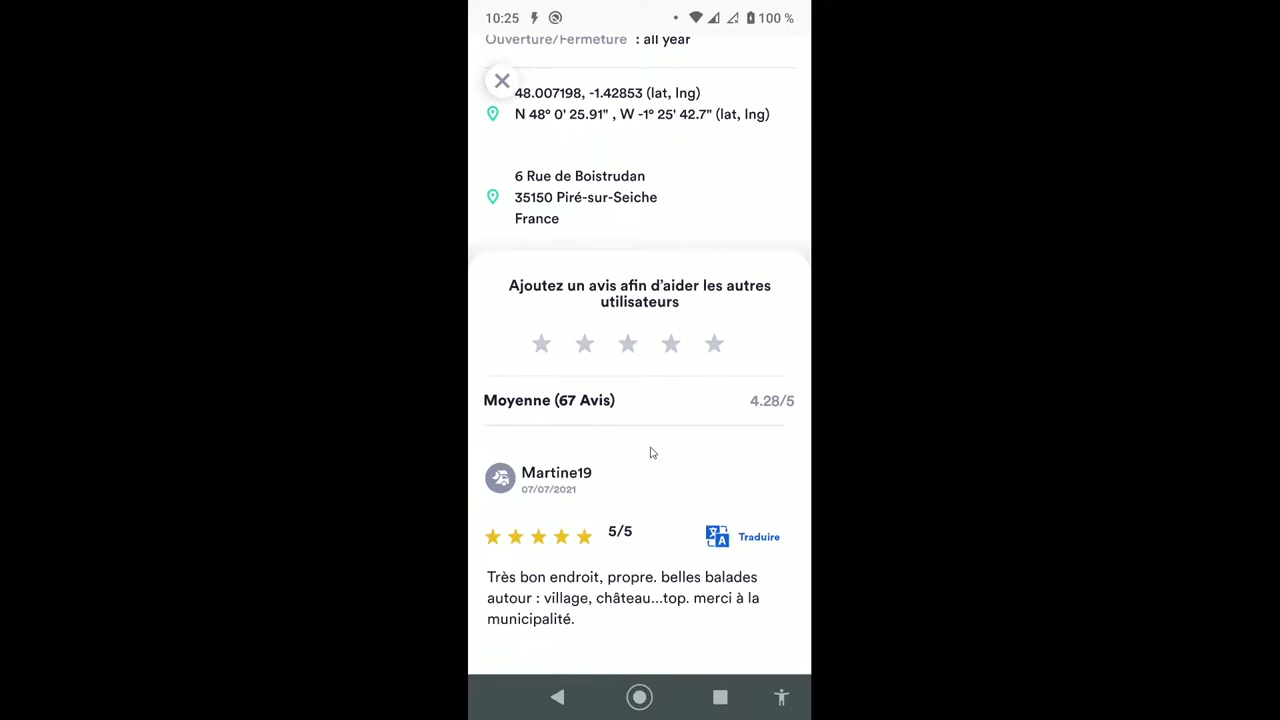 10:25 100 %
Ouverture/Fermeture : all year
48.007198, -1.42853 (lat, lng)
N 48° 0' 25.91" , W -1° 25' 42.7" (lat, lng)
6 Rue de Boistrudan
35150 Piré-sur-Seiche
France
Ajoutez un avis afin d’aider les autres
utilisateurs
Moyenne (67 Avis) 4.28/5
Martine19
07/07/2021
5/5 Traduire
Très bon endroit, propre. belles balades
autour : village, château...top. merci à la
municipalité.